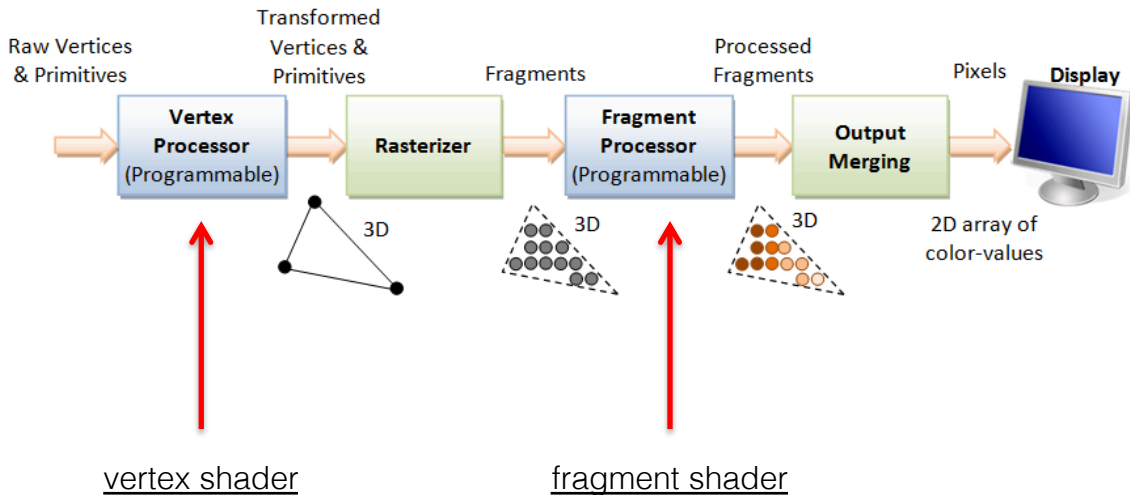 Raw Vertices
& Primitives
Transformed
Vertices &
Primitives
Fragments
Processed
Fragments
Pixels
Display
Vertex
Processor
(Programmable)
Rasterizer
Fragment
Processor
(Programmable)
Output
Merging
3D
3D
3D
2D array of
color-values
vertex shader
fragment shader